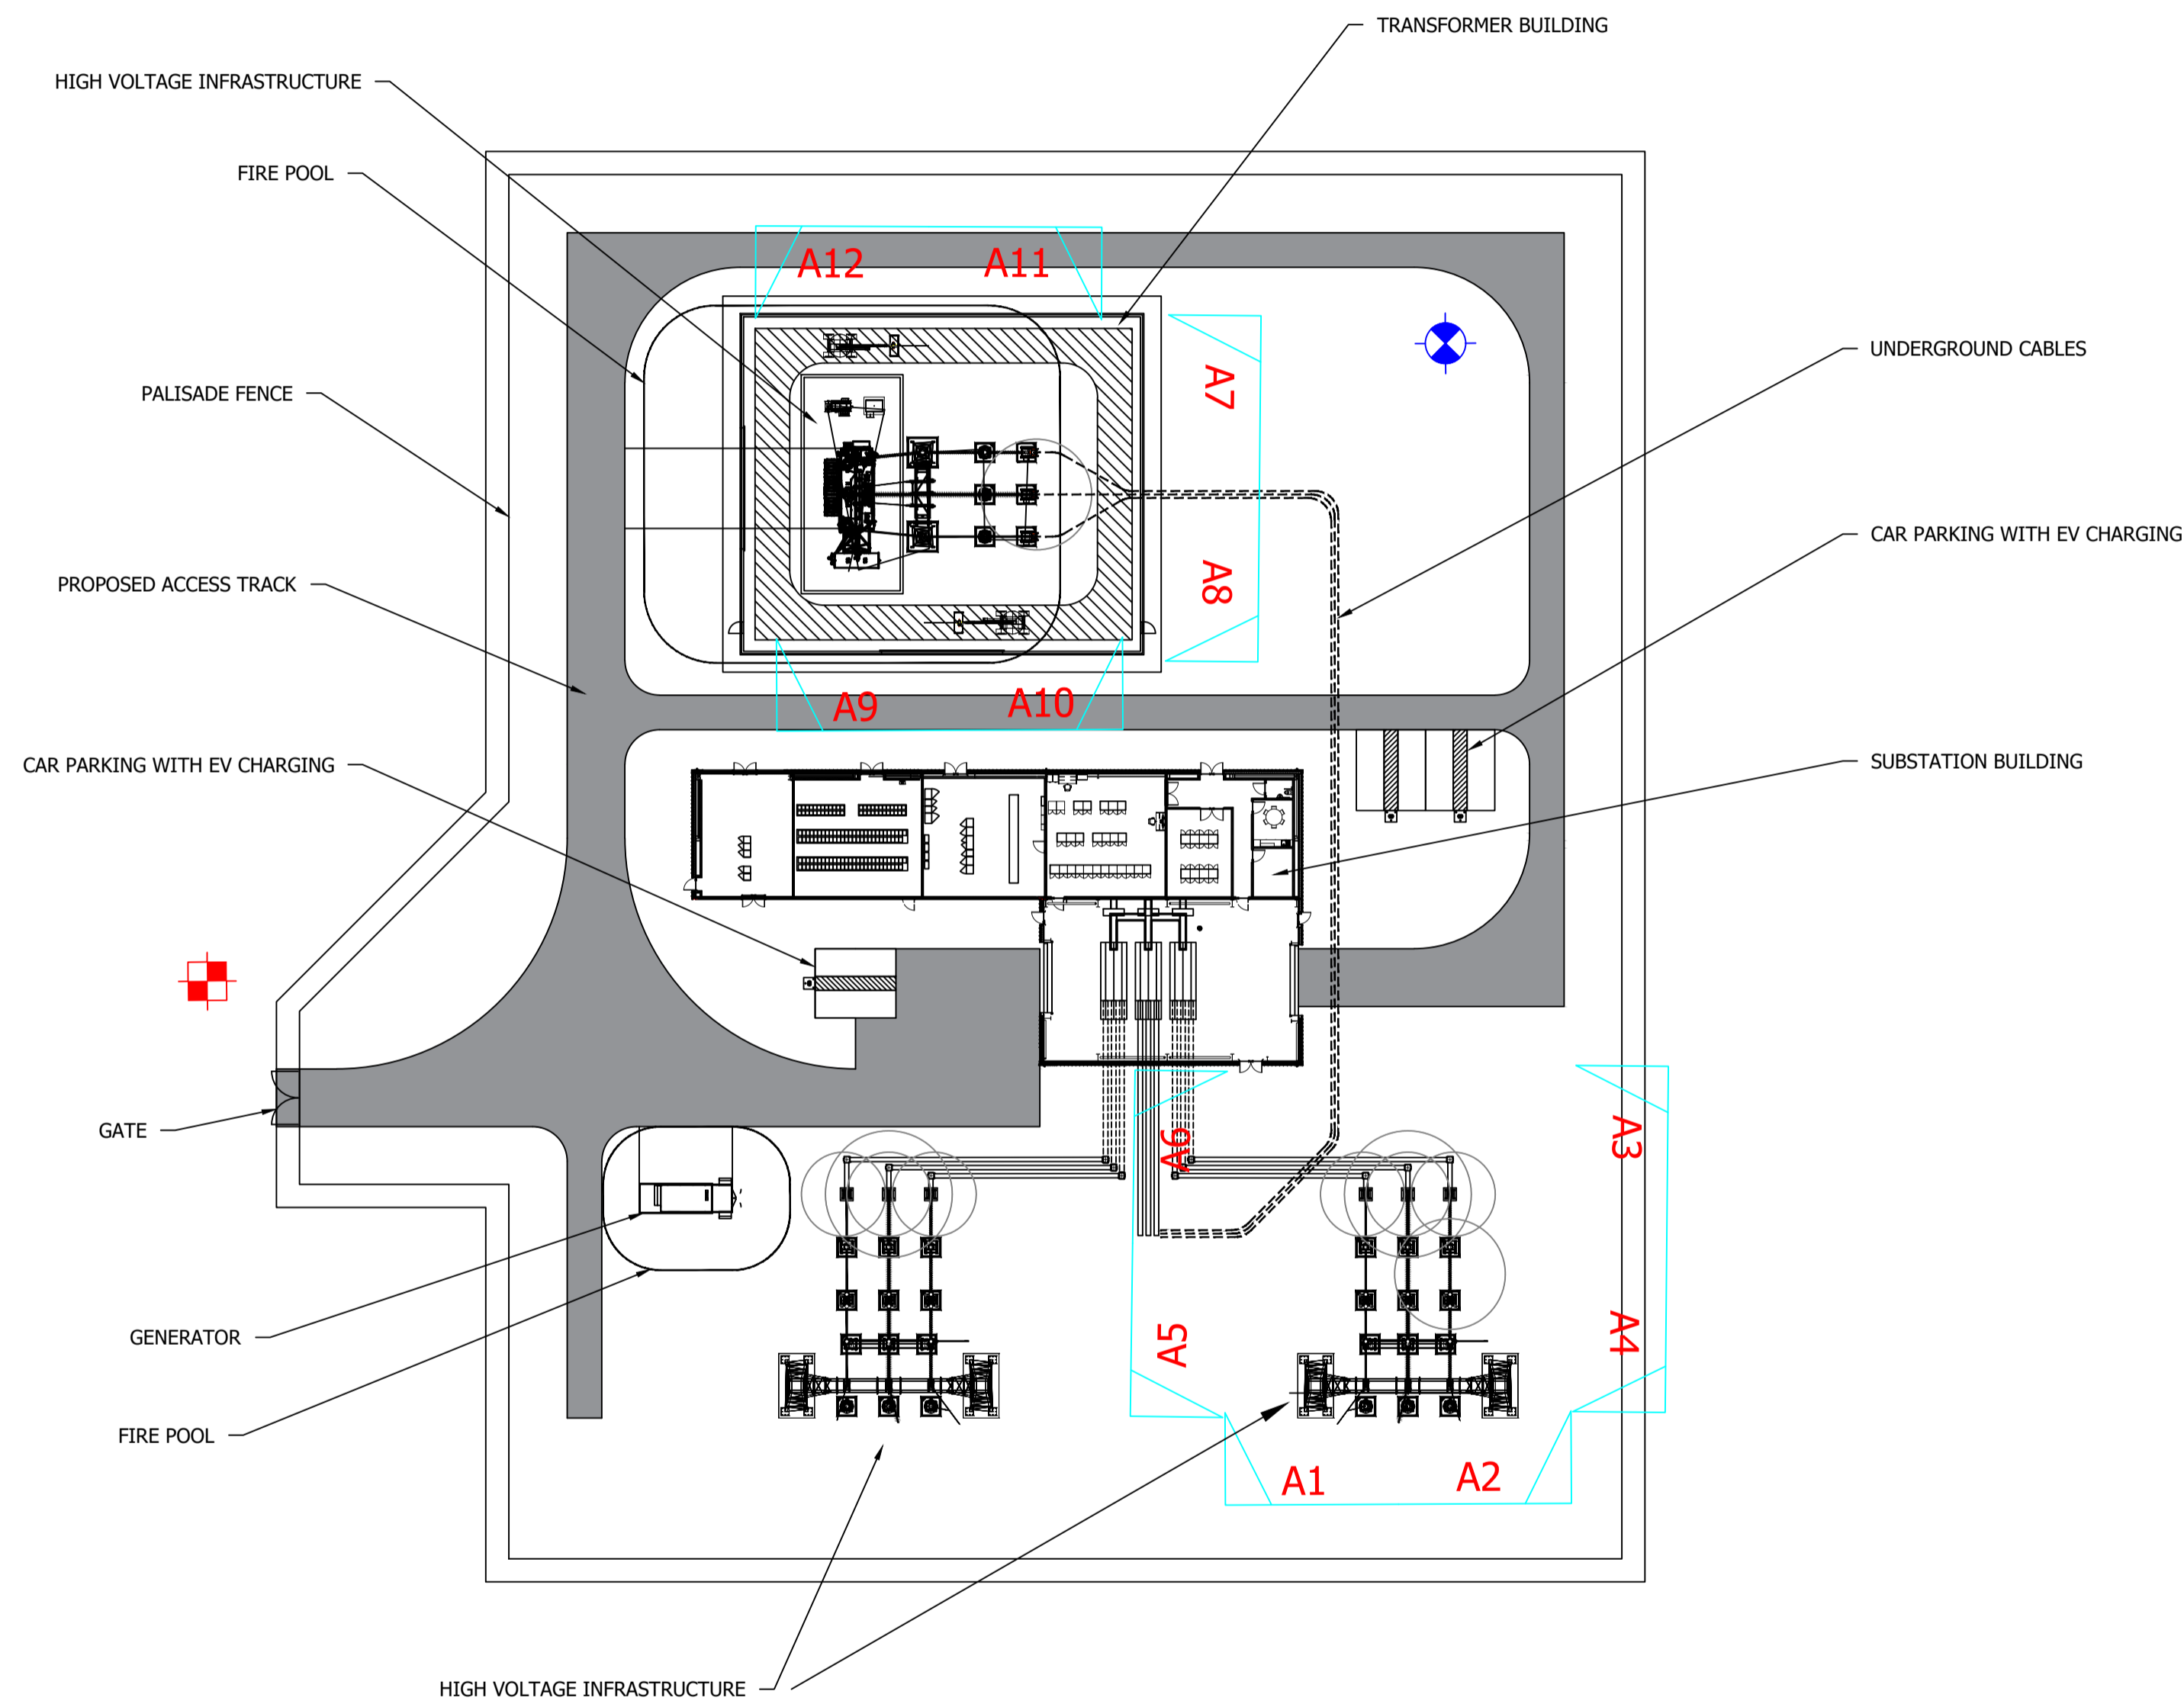 TRANSFORMER BUILDING
HIGH VOLTAGE INFRASTRUCTURE
FIRE POOL
A12
A11
UNDERGROUND CABLES
PALISADE FENCE
A7
CAR PARKING WITH EV CHARGING
PROPOSED ACCESS TRACK
A8
A9
A10
CAR PARKING WITH EV CHARGING
SUBSTATION BUILDING
GATE
A6
A3
GENERATOR
A5
A4
FIRE POOL
A1
A2
HIGH VOLTAGE INFRASTRUCTURE